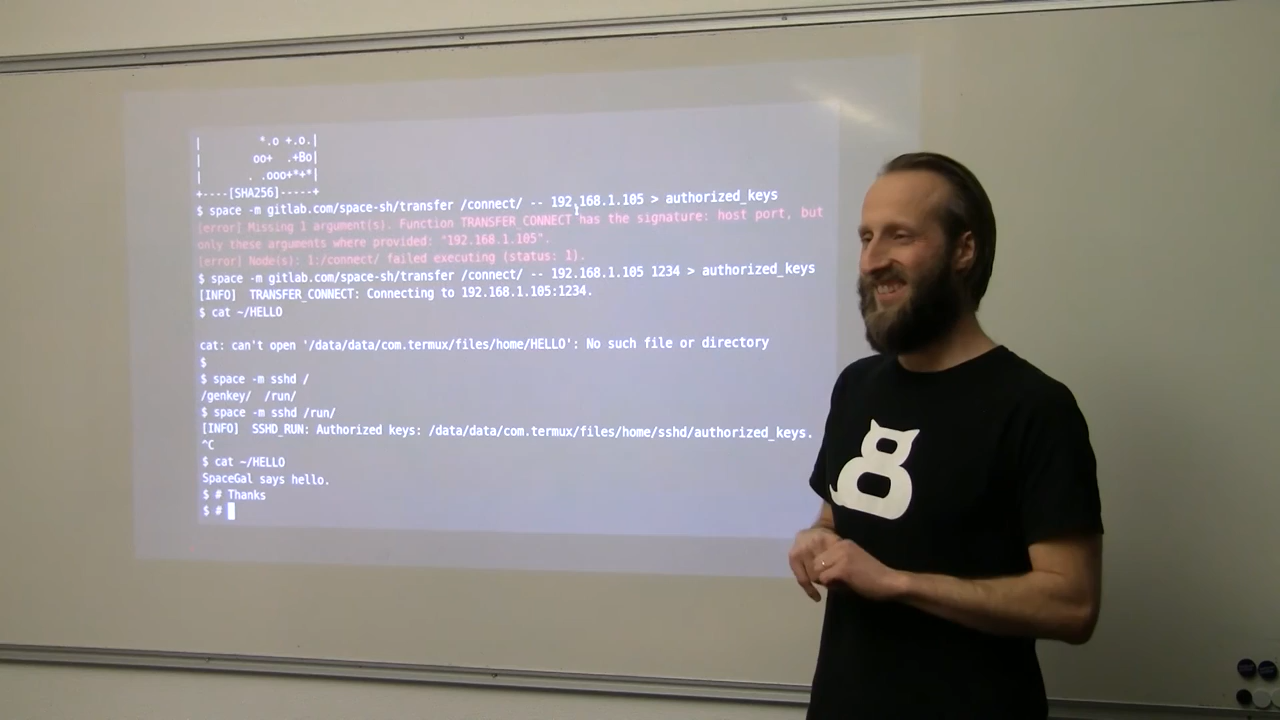 |        *.o +.o.|
|       oo+  .+Bo|
|      . .ooo+*+*|
+----[SHA256]-----+
$ space -m gitlab.com/space-sh/transfer /connect/ -- 192.168.1.105 > authorized_keys
[error] Missing 1 argument(s). Function TRANSFER_CONNECT has the signature: host port, but
only these arguments where provided: "192.168.1.105".
[error] Node(s): 1:/connect/ failed executing (status: 1).
$ space -m gitlab.com/space-sh/transfer /connect/ -- 192.168.1.105 1234 > authorized_keys
[INFO]  TRANSFER_CONNECT: Connecting to 192.168.1.105:1234.
$ cat ~/HELLO
cat: can't open '/data/data/com.termux/files/home/HELLO': No such file or directory
$
$ space -m sshd /
/genkey/  /run/
$ space -m sshd /run/
[INFO]  SSHD_RUN: Authorized keys: /data/data/com.termux/files/home/sshd/authorized_keys.
^C
$ cat ~/HELLO
SpaceGal says hello.
$ # Thanks
$ #